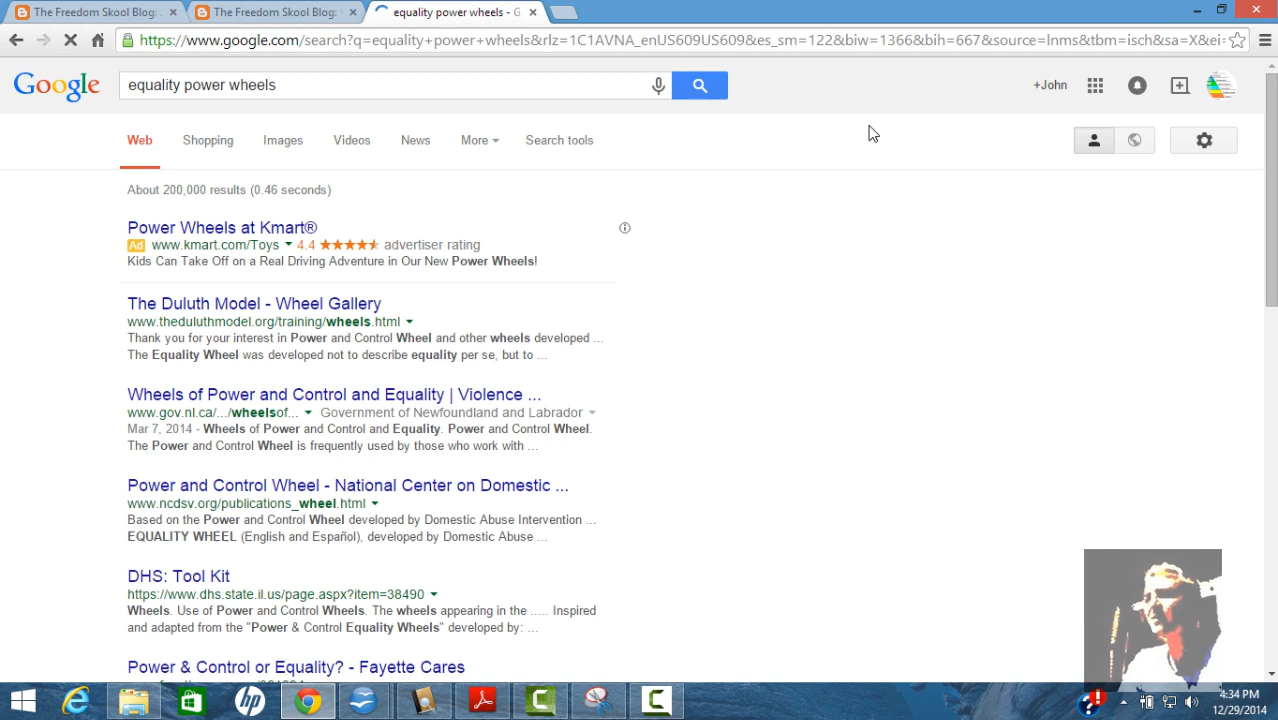 The Freedom Skool Blog:
The Freedom Skool Blog:
equality power wheels - G
https://www.google.com/search?q=equality+power+wheels&rlz=1C1AVNA_enUS609US609&es_sm=122&biw=1366&bih=667&source=lnms&tbm=isch&sa=X&ei=
Google
equality power wheels
+John
Web
Shopping
Images
Videos
News
More
Search tools
About 200,000 results (0.46 seconds)
Power Wheels at Kmart®
Ad www.kmart.com/Toys 4.4 advertiser rating
Kids Can Take Off on a Real Driving Adventure in Our New Power Wheels!
The Duluth Model - Wheel Gallery
www.theduluthmodel.org/training/wheels.html
Thank you for your interest in Power and Control Wheel and other wheels developed ...
The Equality Wheel was developed not to describe equality per se, but to ...
Wheels of Power and Control and Equality | Violence ...
www.gov.nl.ca/.../wheelsof... Government of Newfoundland and Labrador
Mar 7, 2014 - Wheels of Power and Control and Equality. Power and Control Wheel.
The Power and Control Wheel is frequently used by those who work with ...
Power and Control Wheel - National Center on Domestic ...
www.ncdsv.org/publications_wheel.html
Based on the Power and Control Wheel developed by Domestic Abuse Intervention ...
EQUALITY WHEEL (English and Español), developed by Domestic Abuse ...
DHS: Tool Kit
https://www.dhs.state.il.us/page.aspx?item=38490
Wheels. Use of Power and Control Wheels. The wheels appearing in the ..... Inspired
and adapted from the "Power & Control Equality Wheels" developed by: ...
Power & Control or Equality? - Fayette Cares
4:34 PM
12/29/2014